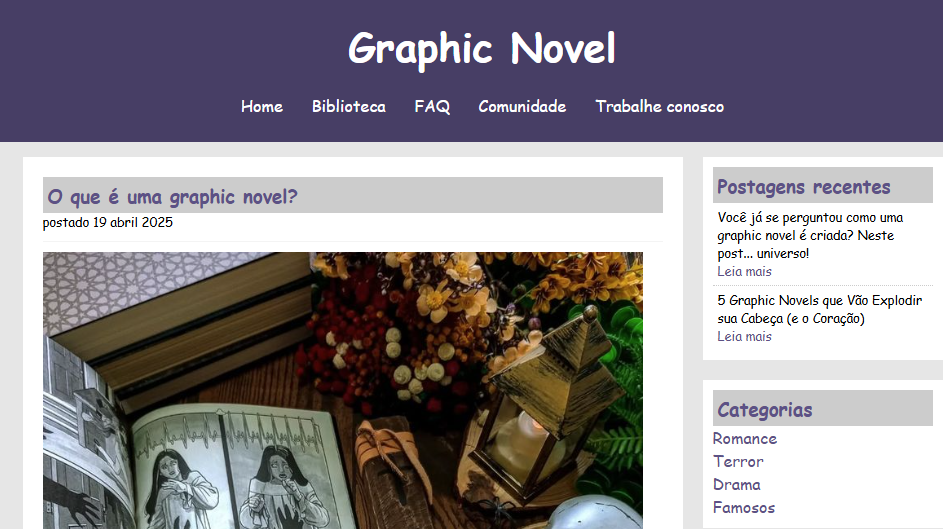 Graphic Novel
Home Biblioteca FAQ Comunidade Trabalhe conosco
O que é uma graphic novel?
postado 19 abril 2025
Postagens recentes
Você já se perguntou como uma
graphic novel é criada? Neste
post... universo!
Leia mais
5 Graphic Novels que Vão Explodir
sua Cabeça (e o Coração)
Leia mais
Categorias
Romance
Terror
Drama
Famosos